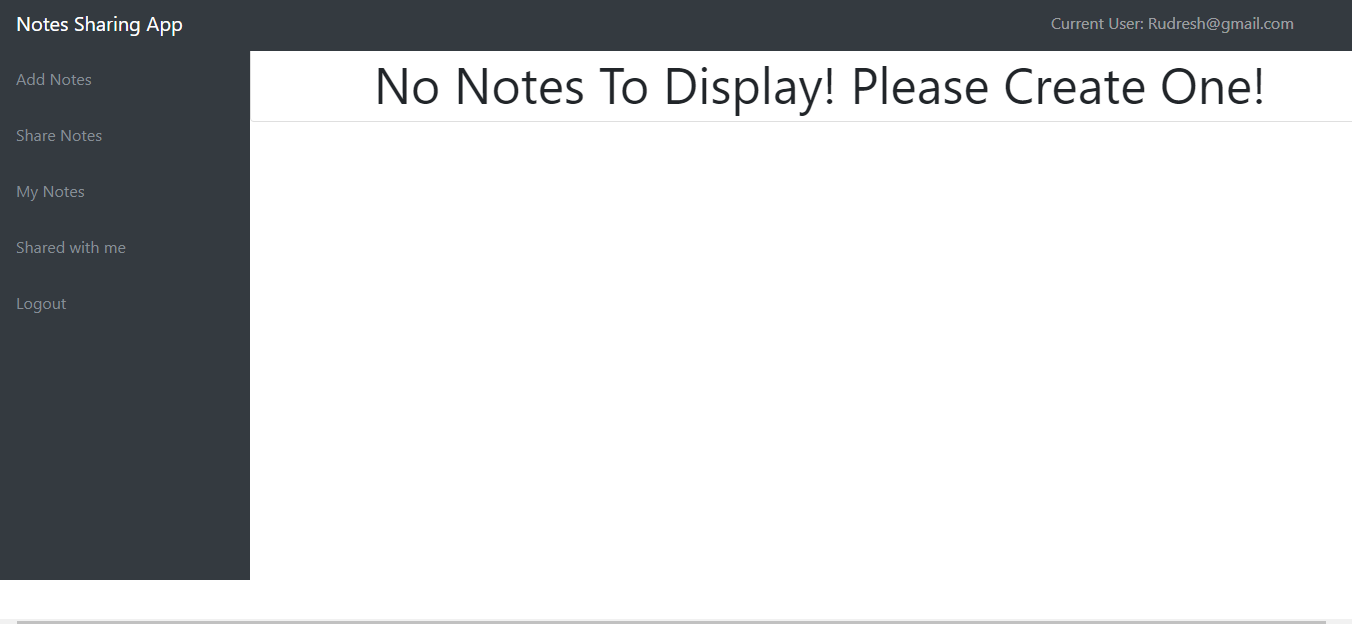 Notes Sharing App
Current User: Rudresh@gmail.com
Add Notes
Share Notes
My Notes
Shared with me
Logout
No Notes To Display! Please Create One!